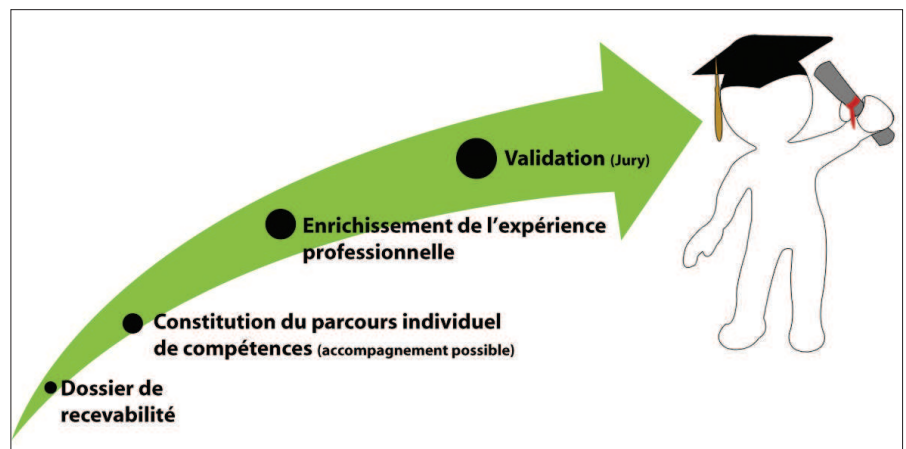 Validation (Jury)
Enrichissement de l'expérience
professionnelle
Constitution du parcours individuel
de compétences (accompagnement possible)
Dossier de
recevabilité